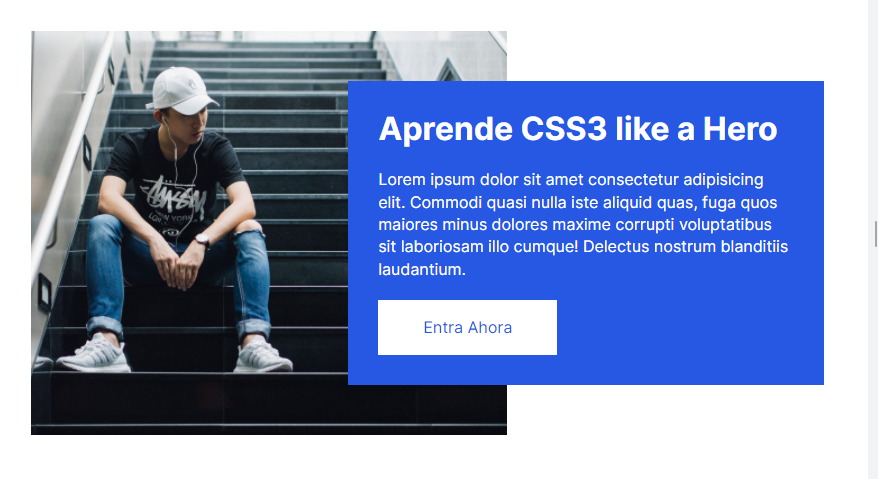 Aprende CSS3 like a Hero
Lorem ipsum dolor sit amet consectetur adipisicing
elit. Commodi quasi nulla iste aliquid quas, fuga quos
maiores minus dolores maxime corrupti voluptatibus
sit laboriosam illo cumque! Delectus nostrum blanditiis
laudantium.
Entra Ahora